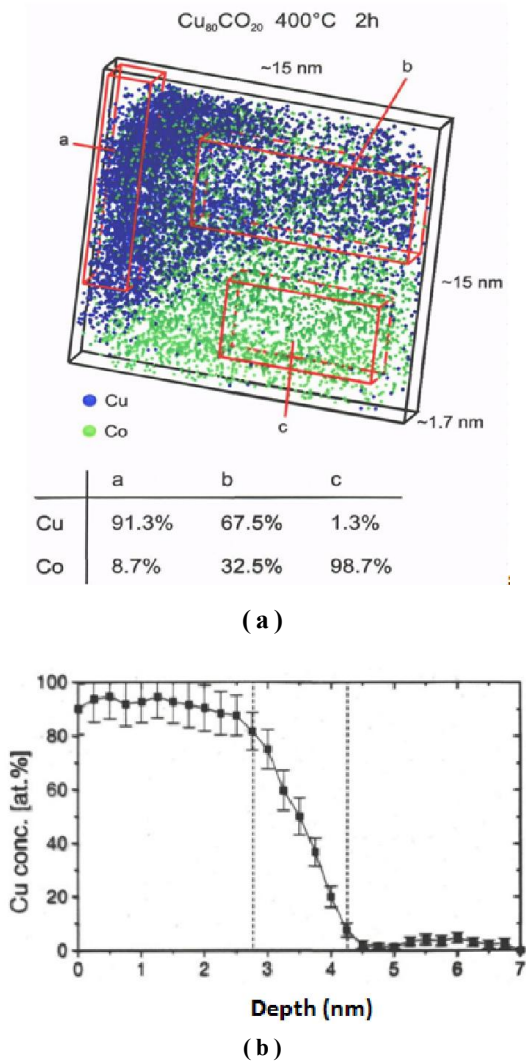 Cu₈₀CO₂₀ 400°C 2h
~15 nm
b
a
~15 nm
Cu
Co
~1.7 nm
c
a b c
Cu 91.3% 67.5% 1.3%
Co 8.7% 32.5% 98.7%
( a )
100
80
60
40
20
0
Cu conc. [at.%]
0 1 2 3 4 5 6 7
Depth (nm)
( b )